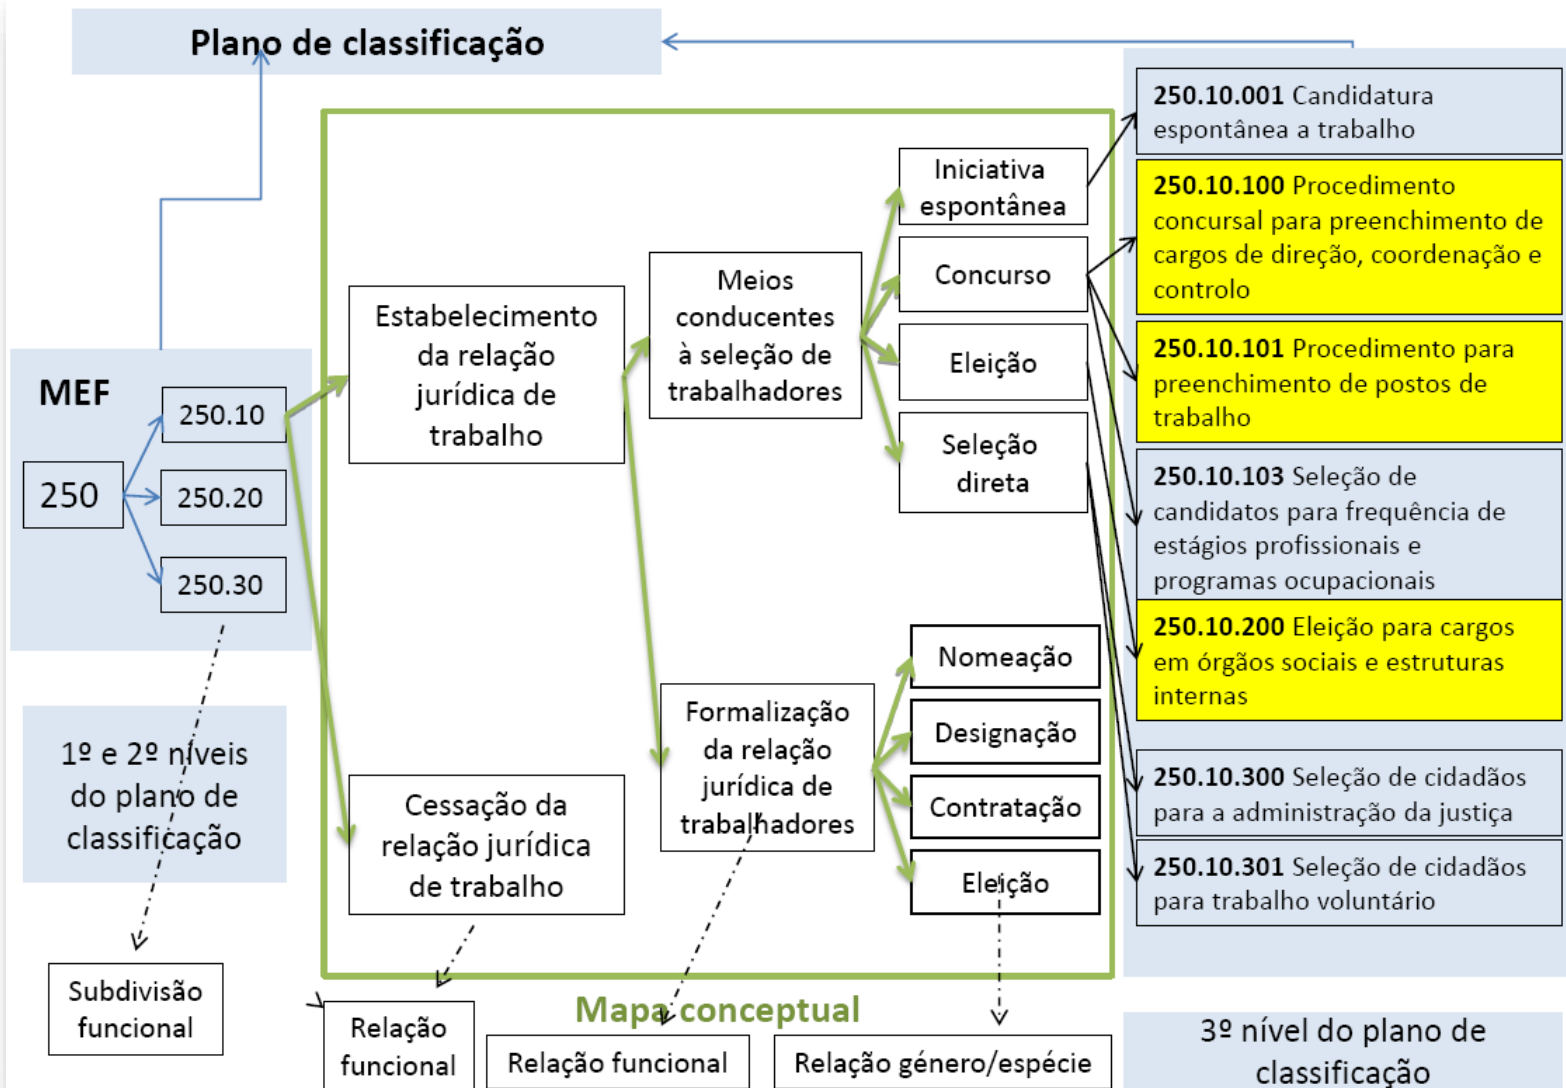 Plano de classificação
MEF
250
250.10
250.20
250.30
1º e 2º níveis
do plano de
classificação
Subdivisão
funcional
Estabelecimento
da relação
jurídica de
trabalho
Cessação da
relação jurídica
de trabalho
Relação
funcional
Meios
conducentes
à seleção de
trabalhadores
Formalização
da relação
jurídica de
trabalhadores
Relação funcional
Iniciativa
espontânea
Concurso
Eleição
Seleção
direta
Nomeação
Designação
Contratação
Eleição
Relação género/espécie
Mapa conceptual
250.10.001 Candidatura
espontânea a trabalho
250.10.100 Procedimento
concursal para preenchimento de
cargos de direção, coordenação e
controlo
250.10.101 Procedimento para
preenchimento de postos de
trabalho
250.10.103 Seleção de
candidatos para frequência de
estágios profissionais e
programas ocupacionais
250.10.200 Eleição para cargos
em órgãos sociais e estruturas
internas
250.10.300 Seleção de cidadãos
para a administração da justiça
250.10.301 Seleção de cidadãos
para trabalho voluntário
3º nível do plano de
classificação